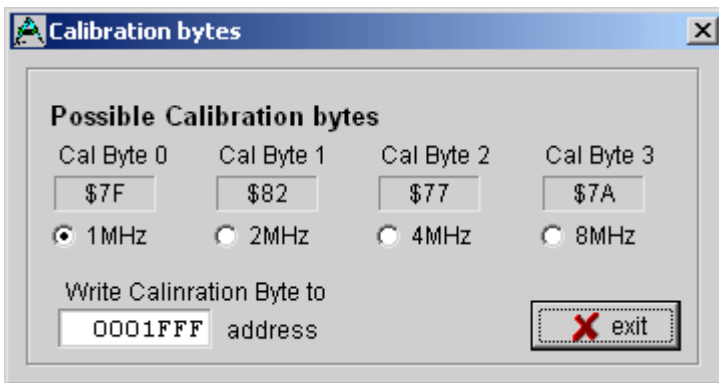 Calibration bytes
Possible Calibration bytes
Cal Byte 0 Cal Byte 1 Cal Byte 2 Cal Byte 3
$7F $82 $77 $7A
1MHz 2MHz 4MHz 8MHz
Write Calinration Byte to
0001FFF address
exit